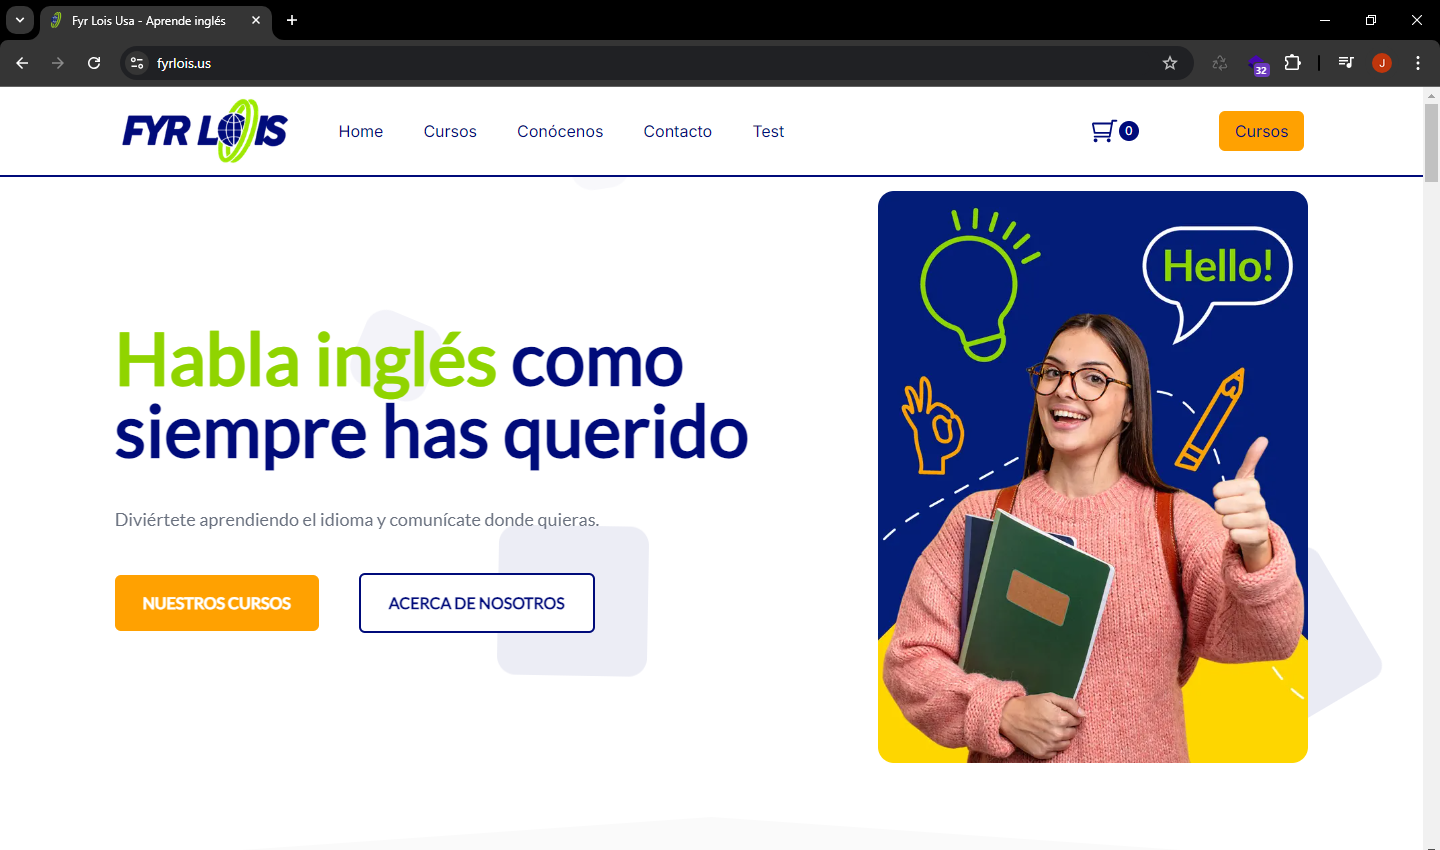 Fyr Lois Usa - Aprende inglés
fyrlois.us
32
J
FYR LOIS
Home
Cursos
Conócenos
Contacto
Test
0
Cursos
Hello!
Habla inglés como
siempre has querido
Diviértete aprendiendo el idioma y comunícate donde quieras.
NUESTROS CURSOS
ACERCA DE NOSOTROS